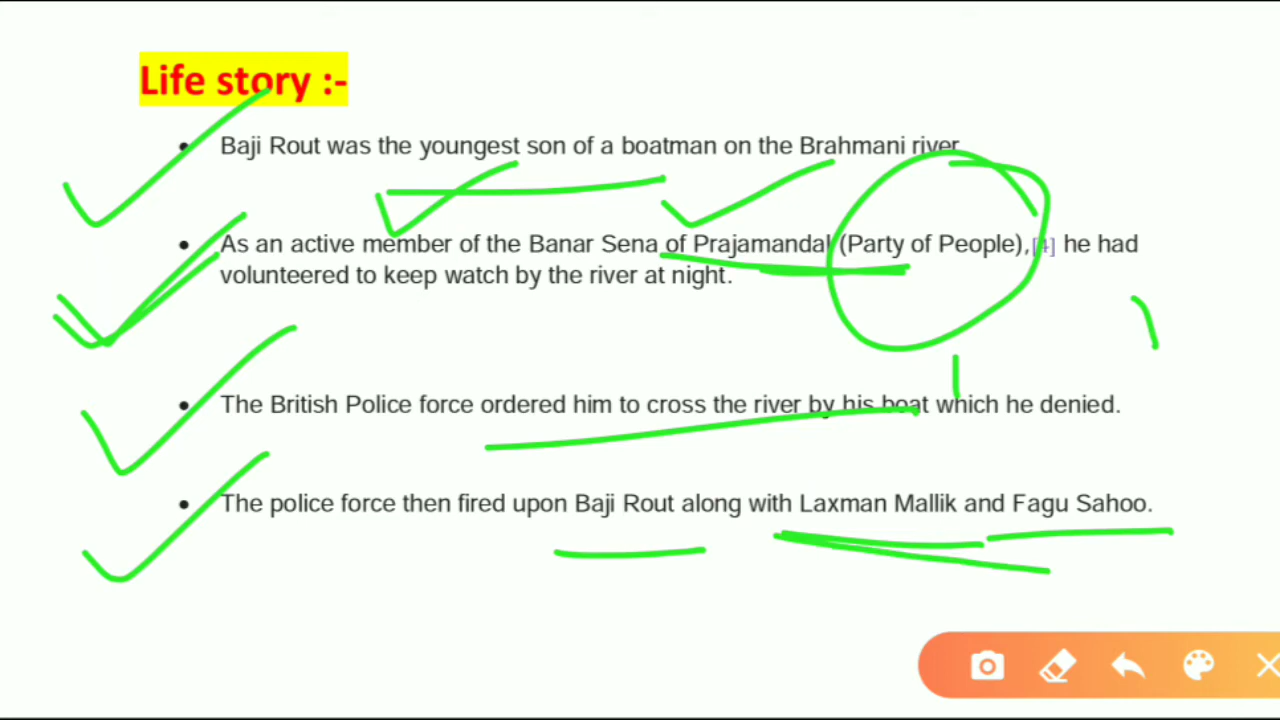 Life story :-
• Baji Rout was the youngest son of a boatman on the Brahmani river
• As an active member of the Banar Sena of Prajamandal (Party of People),[4] he had
volunteered to keep watch by the river at night.
• The British Police force ordered him to cross the river by his boat which he denied.
• The police force then fired upon Baji Rout along with Laxman Mallik and Fagu Sahoo.